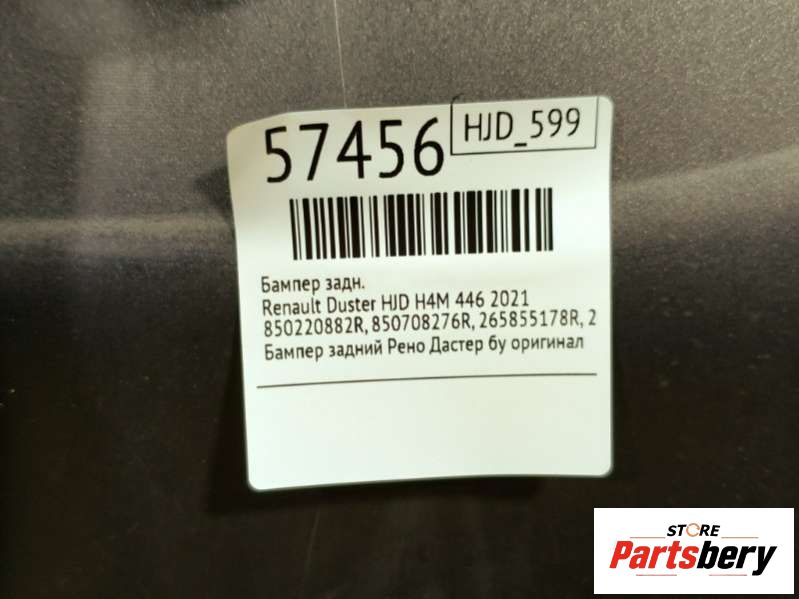 57456 HJD_599
Бампер задн.
Renault Duster HJD H4M 446 2021
850220882R, 850708276R, 265855178R, 2
Бампер задний Рено Дастер бу оригинал
STORE
Partsbery